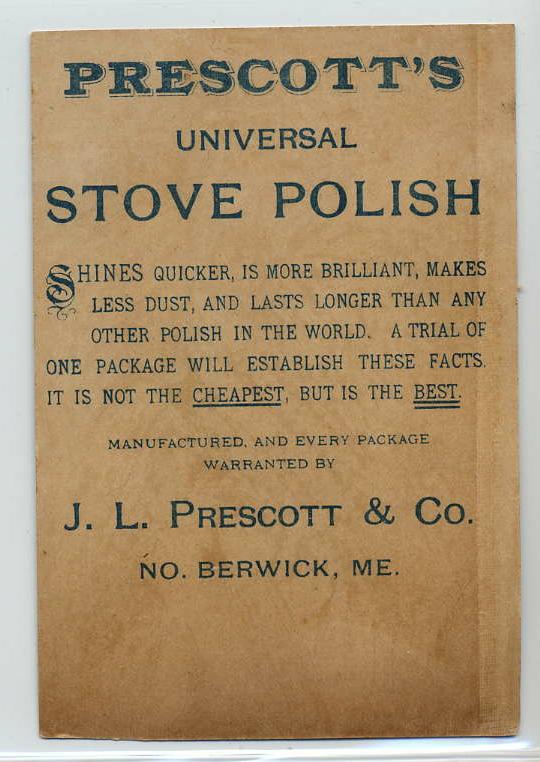 PRESCOTT'S
UNIVERSAL
STOVE POLISH
SHINES QUICKER, IS MORE BRILLIANT, MAKES
LESS DUST, AND LASTS LONGER THAN ANY
OTHER POLISH IN THE WORLD. A TRIAL OF
ONE PACKAGE WILL ESTABLISH THESE FACTS.
IT IS NOT THE CHEAPEST, BUT IS THE BEST.
MANUFACTURED, AND EVERY PACKAGE
WARRANTED BY
J. L. PRESCOTT & CO.
NO. BERWICK, ME.